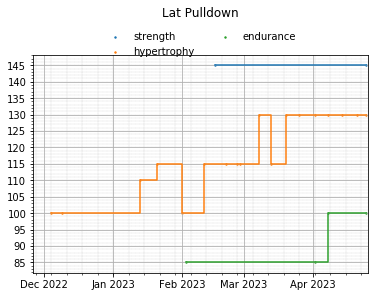 Lat Pulldown
strength
endurance
hypertrophy
145
135
130
125
120
115
110
105
100
95
90
85
Dec 2022
Jan 2023
Feb 2023
Mar 2023
Apr 2023